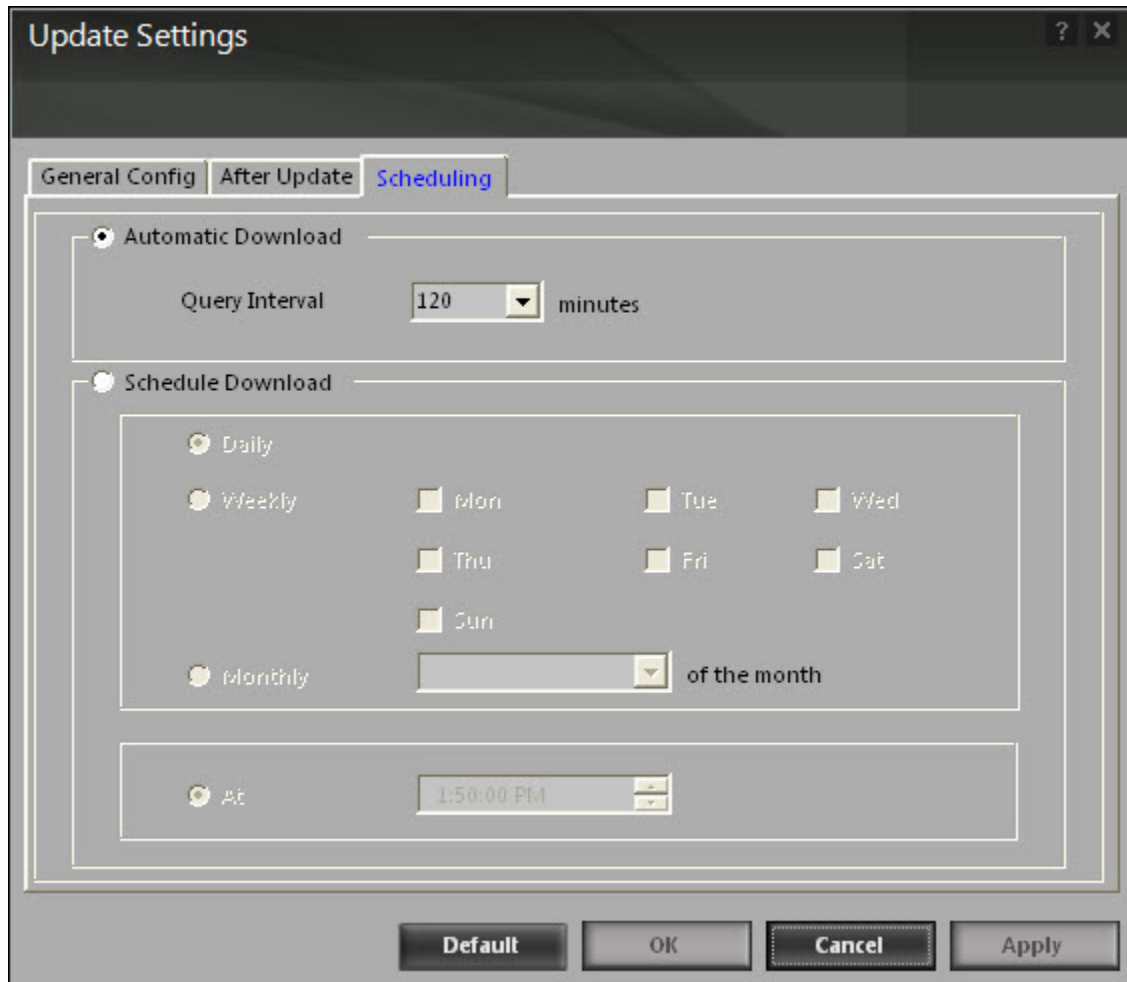 Update Settings
? X
General Config After Update Scheduling
Automatic Download
Query Interval 120 minutes
Schedule Download
Daily
Weekly Mon Tue Wed
Thu Fri Sat
Sun
Monthly of the month
At 1:50:00 PM
Default OK Cancel Apply